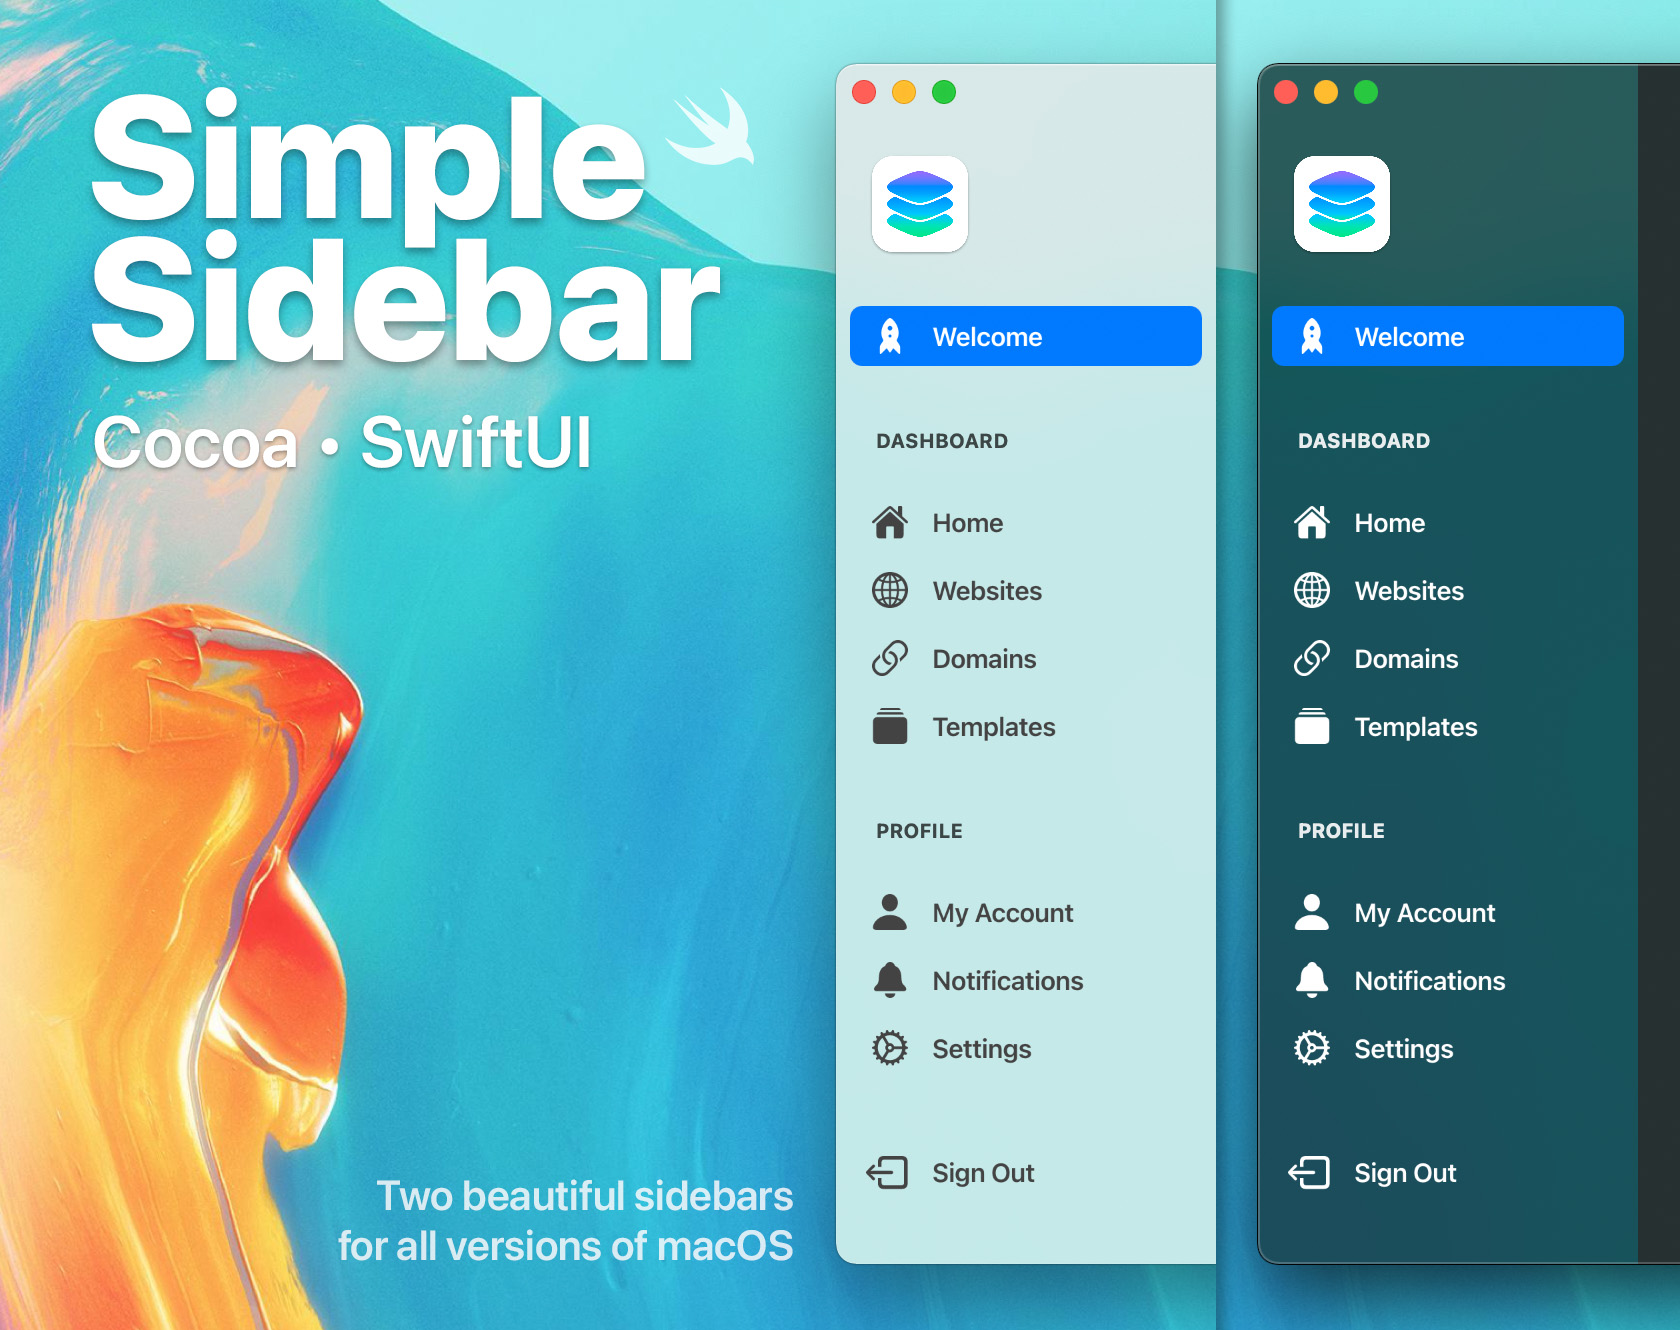 Simple
Sidebar
Cocoa • SwiftUI
Two beautiful sidebars
for all versions of macOS
Welcome
DASHBOARD
Home
Websites
Domains
Templates
PROFILE
My Account
Notifications
Settings
Sign Out
Welcome
DASHBOARD
Home
Websites
Domains
Templates
PROFILE
My Account
Notifications
Settings
Sign Out